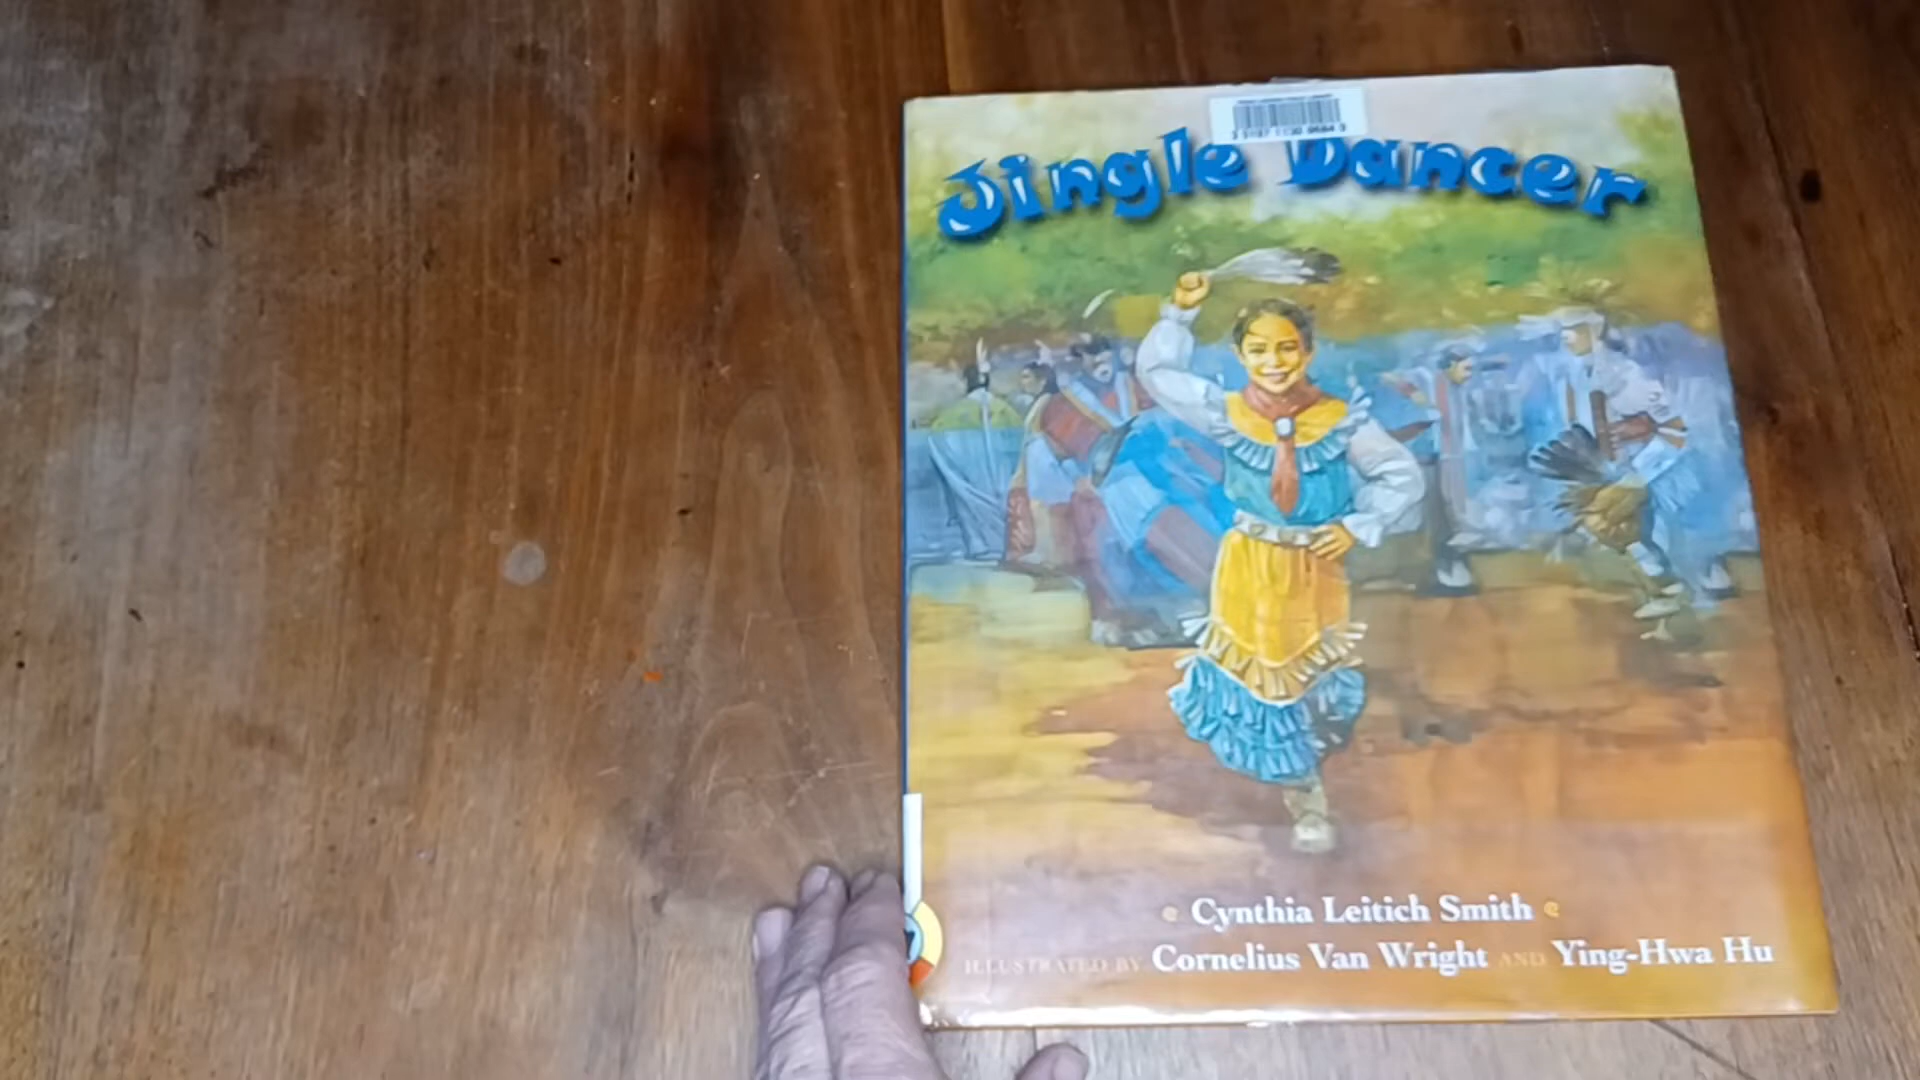 Jingle Dancer
Cynthia Leitich Smith
ILLUSTRATED BY Cornelius Van Wright AND Ying-Hwa Hu